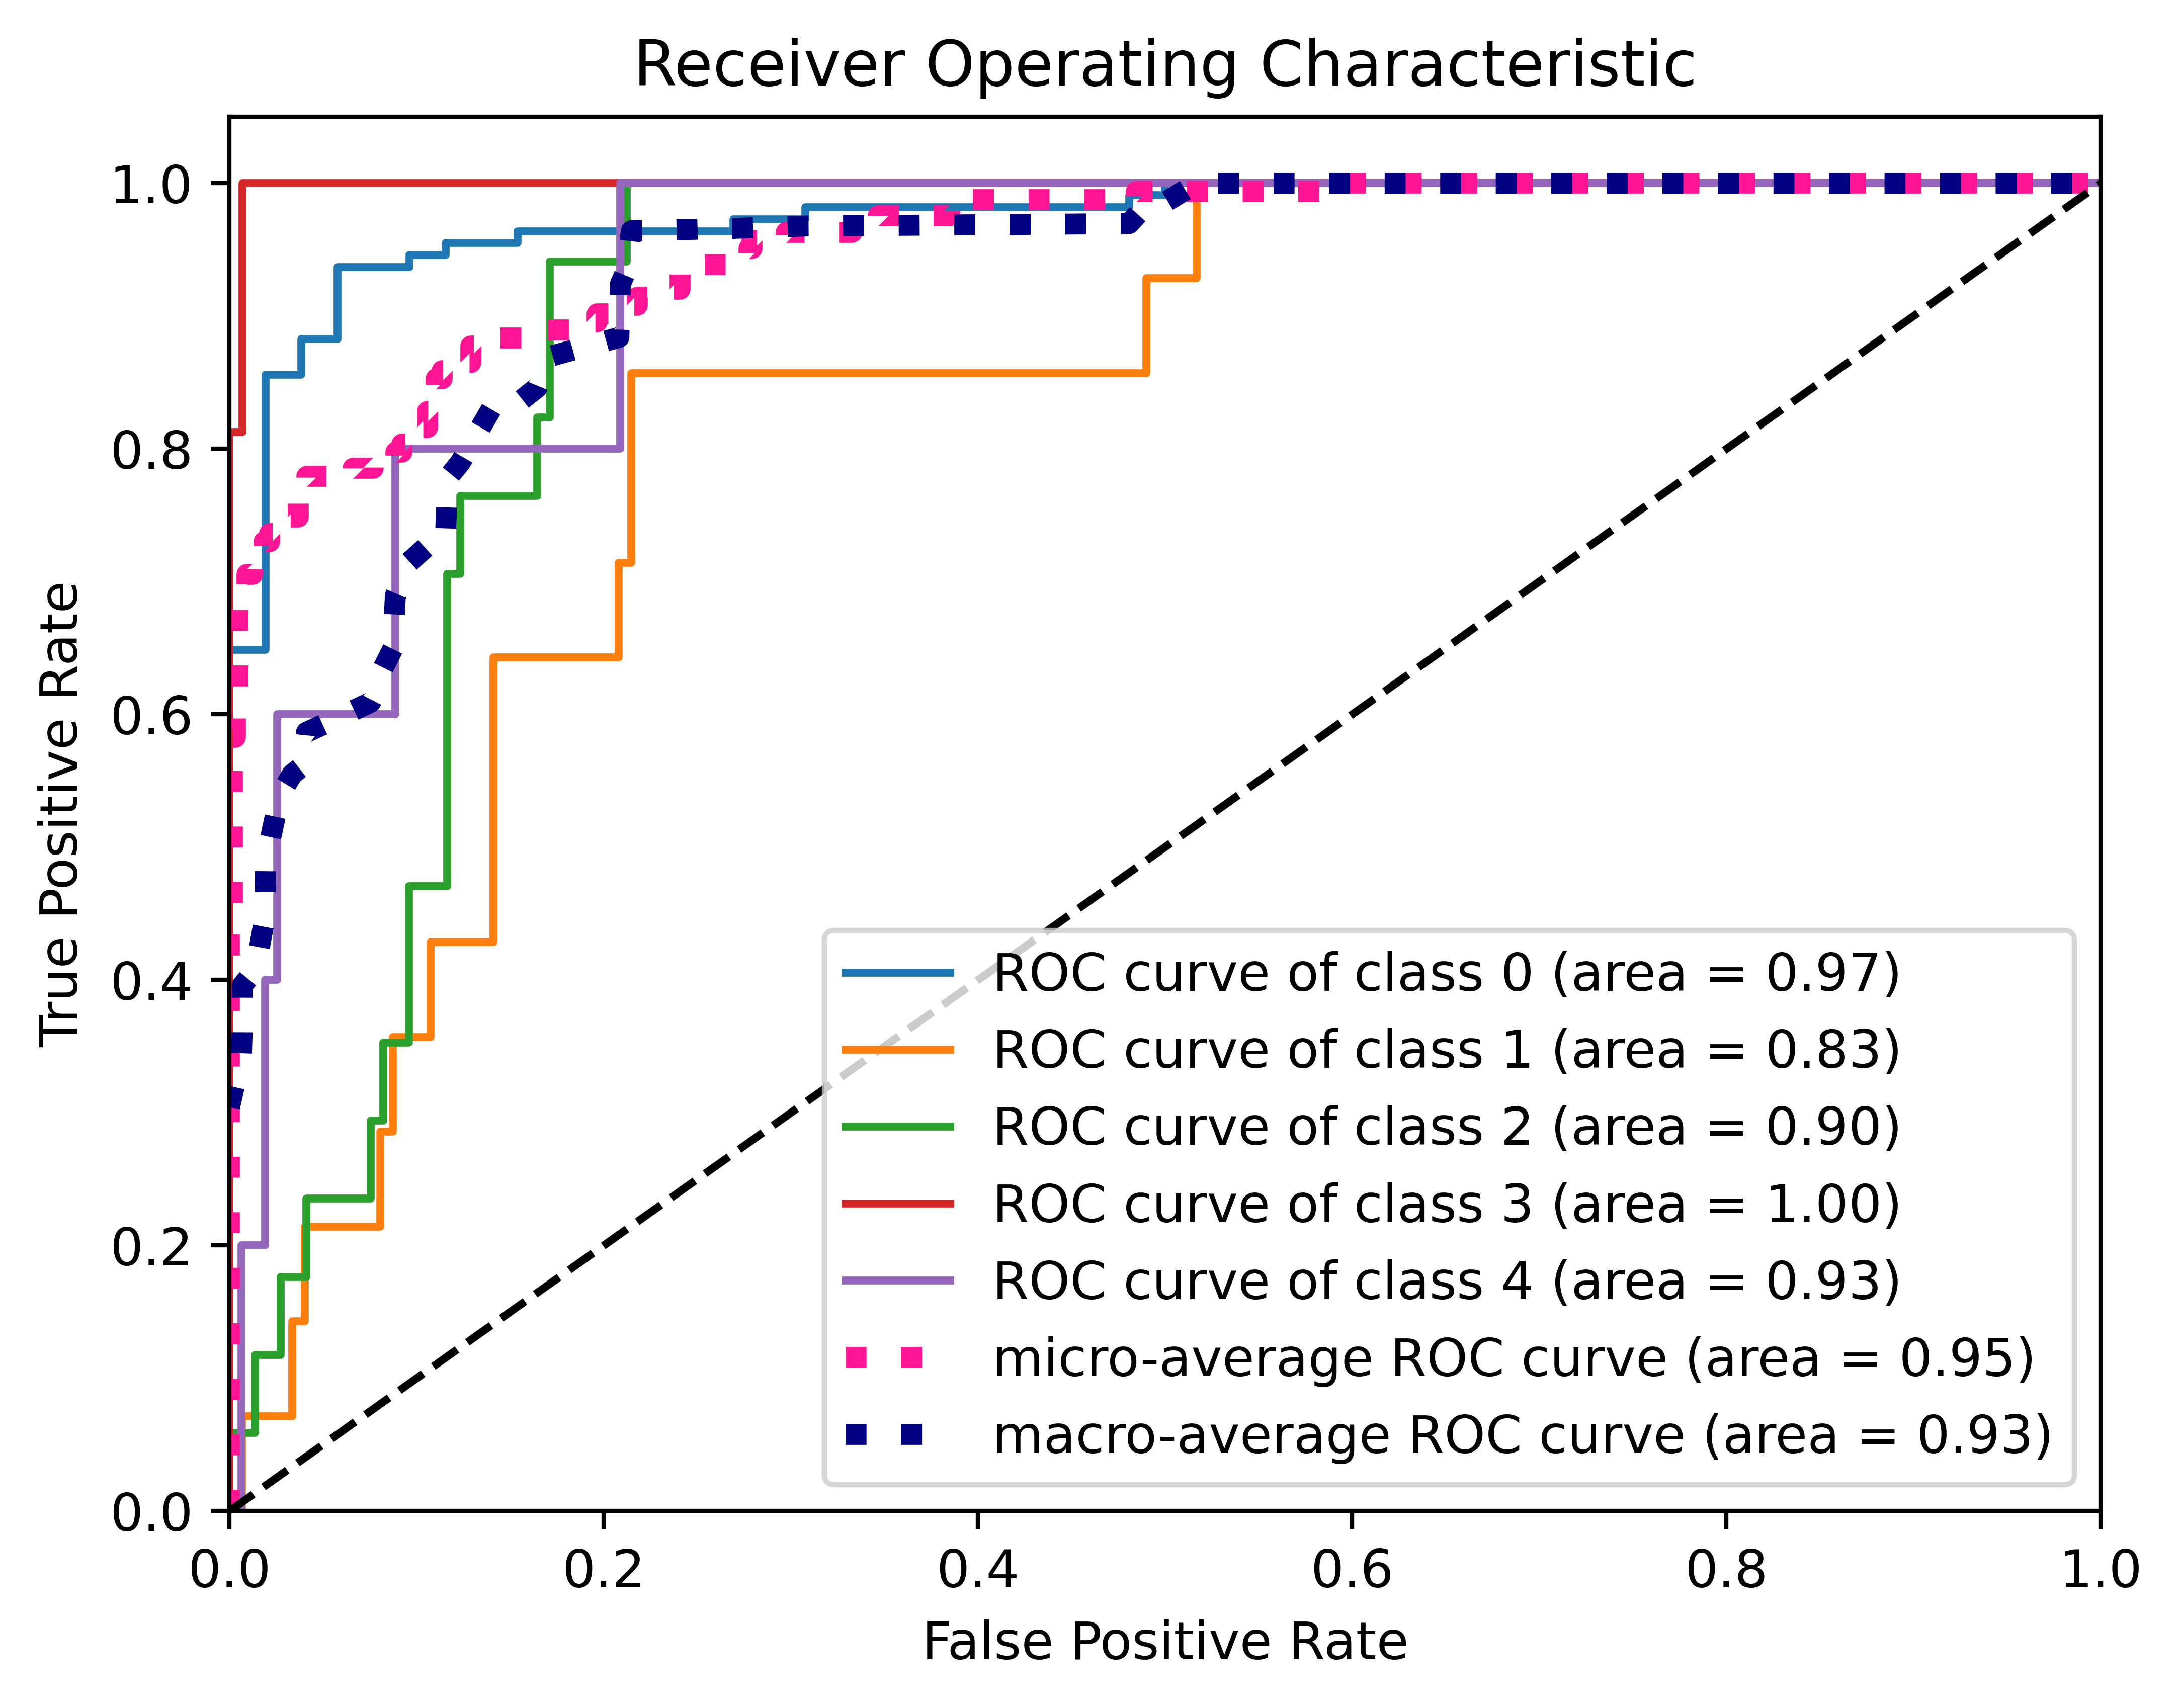 Receiver Operating Characteristic
1.0
0.8
0.6
0.4
0.2
0.0
True Positive Rate
ROC curve of class 0 (area = 0.97)
ROC curve of class 1 (area = 0.83)
ROC curve of class 2 (area = 0.90)
ROC curve of class 3 (area = 1.00)
ROC curve of class 4 (area = 0.93)
micro-average ROC curve (area = 0.95)
macro-average ROC curve (area = 0.93)
0.0 0.2 0.4 0.6 0.8 1.0
False Positive Rate